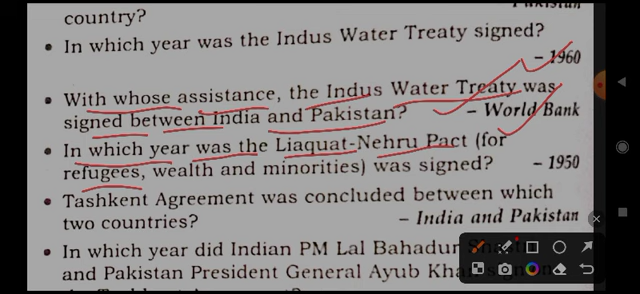 Pakistan
country?
• In which year was the Indus Water Treaty signed?
– 1960
• With whose assistance, the Indus Water Treaty was
signed between India and Pakistan? – World Bank
• In which year was the Liaquat-Nehru Pact (for
refugees, wealth and minorities) was signed? – 1950
• Tashkent Agreement was concluded between which
two countries? – India and Pakistan
• In which year did Indian PM Lal Bahadur
and Pakistan President General Ayub Khan